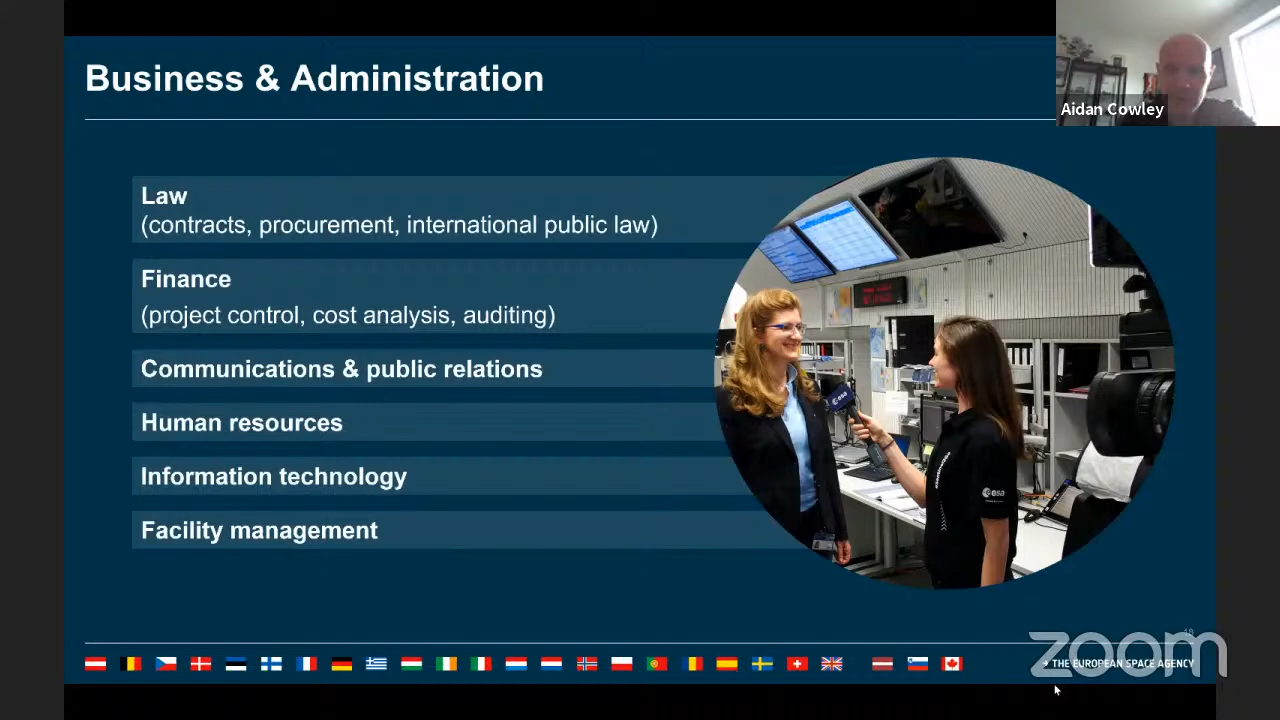 Business & Administration
Aidan Cowley
Law
(contracts, procurement, international public law)
Finance
(project control, cost analysis, auditing)
Communications & public relations
Human resources
Information technology
Facility management
esa
esa
zoom
→ THE EUROPEAN SPACE AGENCY